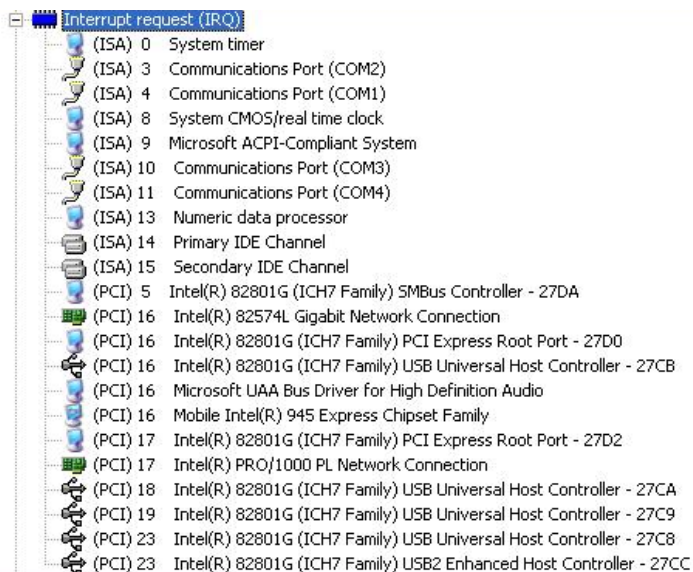 Interrupt request (IRQ)
(ISA) 0 System timer
(ISA) 3 Communications Port (COM2)
(ISA) 4 Communications Port (COM1)
(ISA) 8 System CMOS/real time clock
(ISA) 9 Microsoft ACPI-Compliant System
(ISA) 10 Communications Port (COM3)
(ISA) 11 Communications Port (COM4)
(ISA) 13 Numeric data processor
(ISA) 14 Primary IDE Channel
(ISA) 15 Secondary IDE Channel
(PCI) 5 Intel(R) 82801G (ICH7 Family) SMBus Controller - 27DA
(PCI) 16 Intel(R) 82574L Gigabit Network Connection
(PCI) 16 Intel(R) 82801G (ICH7 Family) PCI Express Root Port - 27D0
(PCI) 16 Intel(R) 82801G (ICH7 Family) USB Universal Host Controller - 27CB
(PCI) 16 Microsoft UAA Bus Driver for High Definition Audio
(PCI) 16 Mobile Intel(R) 945 Express Chipset Family
(PCI) 17 Intel(R) 82801G (ICH7 Family) PCI Express Root Port - 27D2
(PCI) 17 Intel(R) PRO/1000 PL Network Connection
(PCI) 18 Intel(R) 82801G (ICH7 Family) USB Universal Host Controller - 27CA
(PCI) 19 Intel(R) 82801G (ICH7 Family) USB Universal Host Controller - 27C9
(PCI) 23 Intel(R) 82801G (ICH7 Family) USB Universal Host Controller - 27C8
(PCI) 23 Intel(R) 82801G (ICH7 Family) USB2 Enhanced Host Controller - 27CC